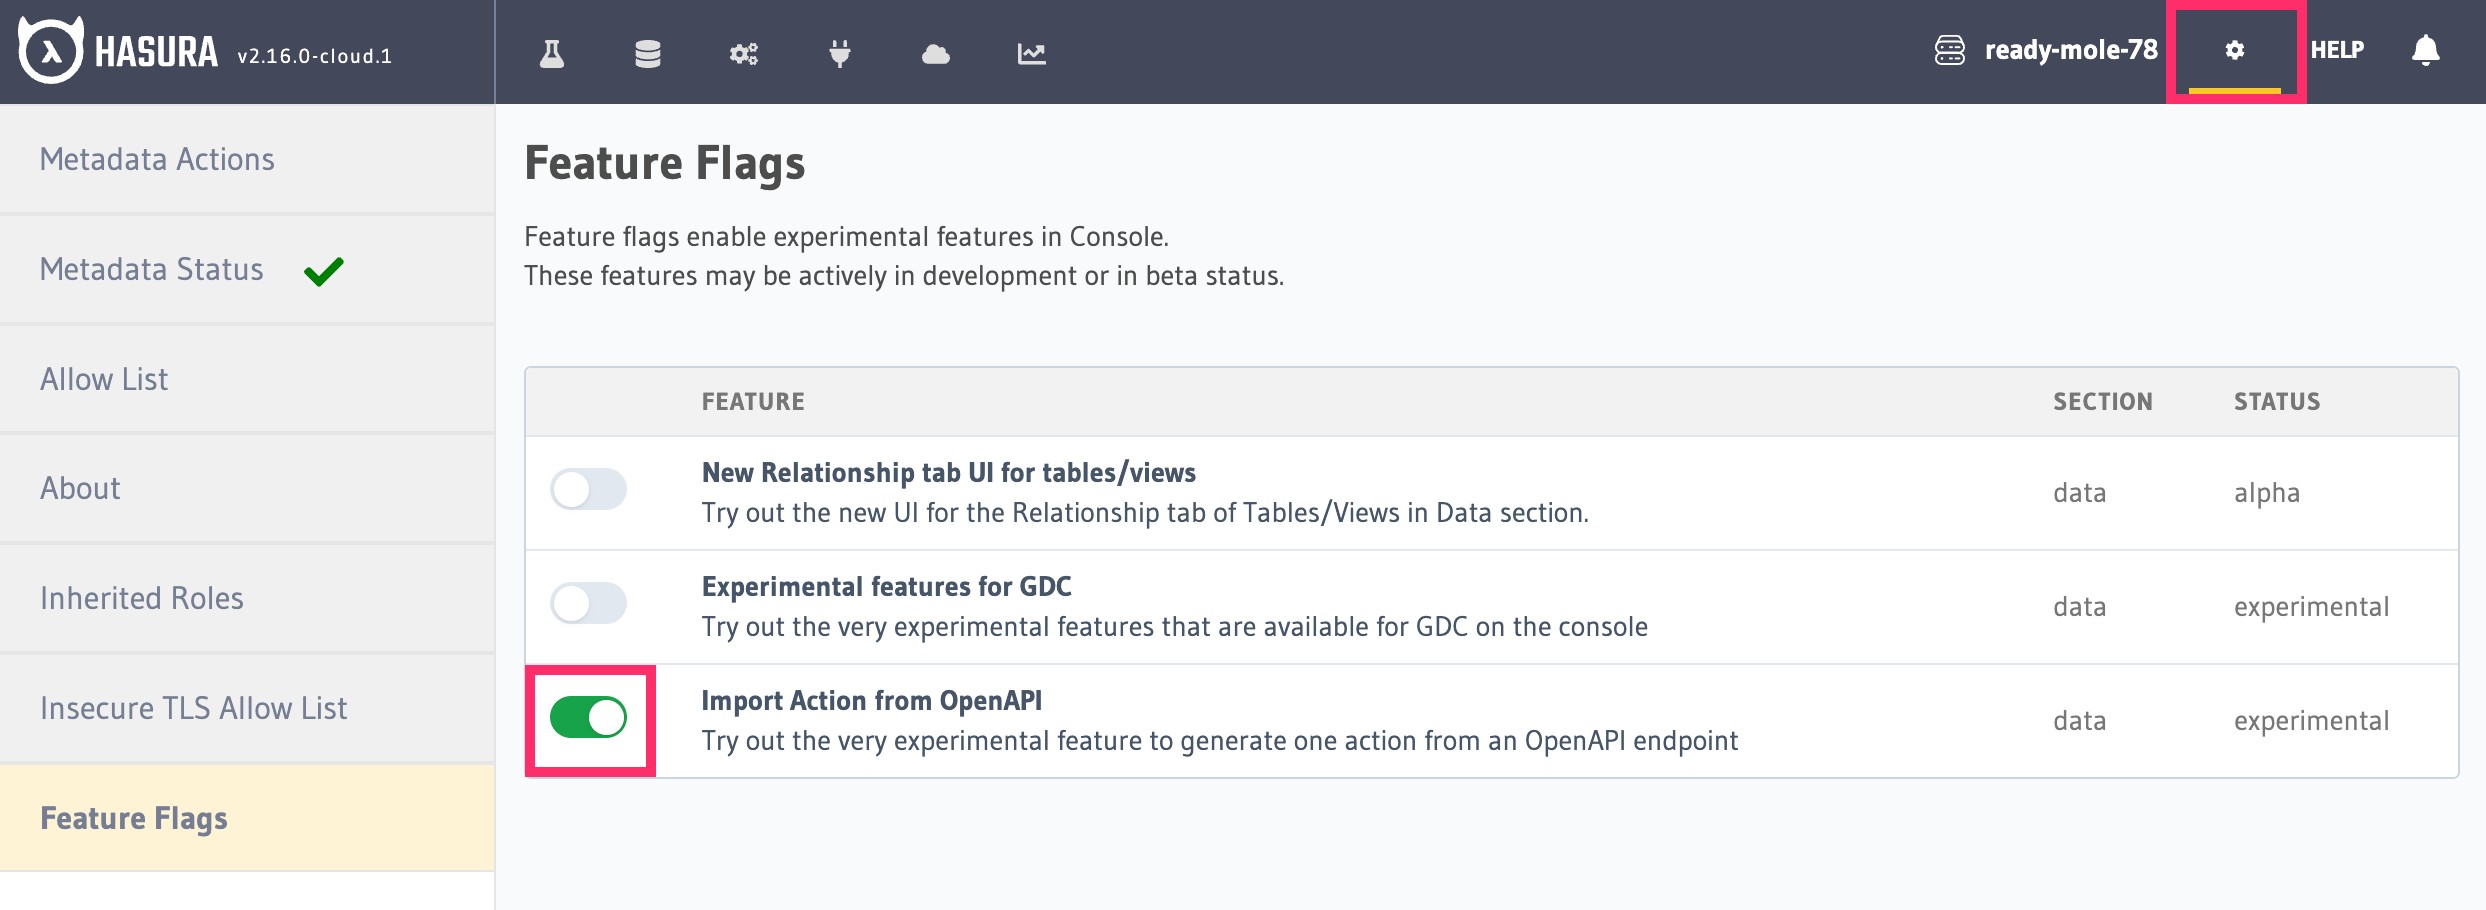 HASURA v2.16.0-cloud.1
ready-mole-78
HELP
Metadata Actions
Metadata Status
Allow List
About
Inherited Roles
Insecure TLS Allow List
Feature Flags
Feature Flags
Feature flags enable experimental features in Console.
These features may be actively in development or in beta status.
FEATURE SECTION STATUS
New Relationship tab UI for tables/views
Try out the new UI for the Relationship tab of Tables/Views in Data section.
data alpha
Experimental features for GDC
Try out the very experimental features that are available for GDC on the console
data experimental
Import Action from OpenAPI
Try out the very experimental feature to generate one action from an OpenAPI endpoint
data experimental